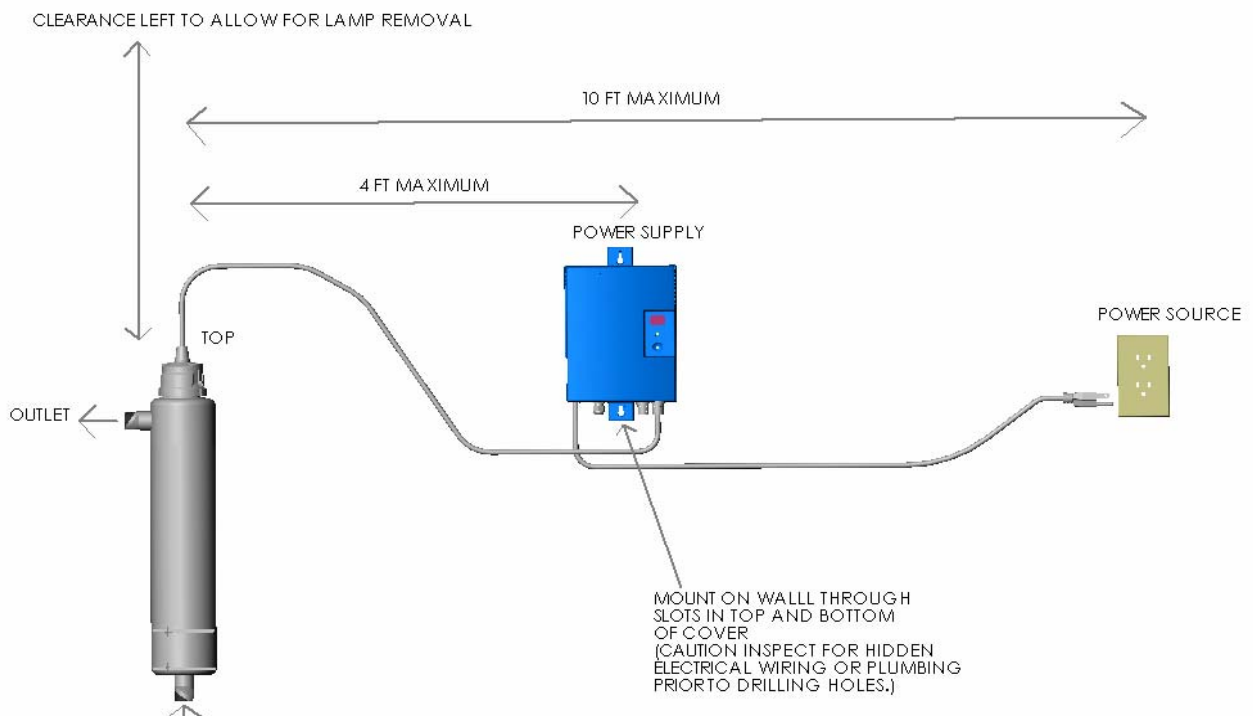 CLEARANCE LEFT TO ALLOW FOR LAMP REMOVAL
10 FT MAXIMUM
4 FT MAXIMUM
POWER SUPPLY
POWER SOURCE
TOP
OUTLET
MOUNT ON WALLL THROUGH
SLOTS IN TOP AND BOTTOM
OF COVER
(CAUTION INSPECT FOR HIDDEN
ELECTRICAL WIRING OR PLUMBING
PRIOR TO DRILLING HOLES.)